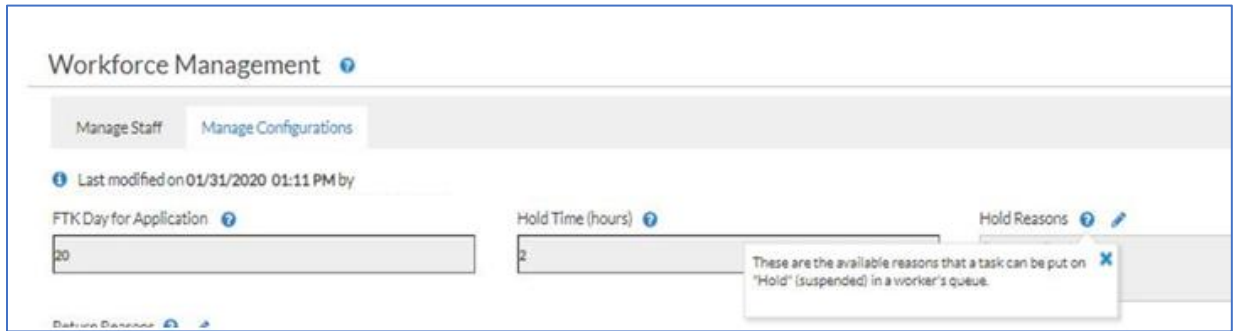 Workforce Management
Manage Staff Manage Configurations
Last modified on 01/31/2020 01:11 PM by
FTK Day for Application Hold Time (hours) Hold Reasons
20 2
These are the available reasons that a task can be put on
"Hold" (suspended) in a worker's queue.
Return Reasons